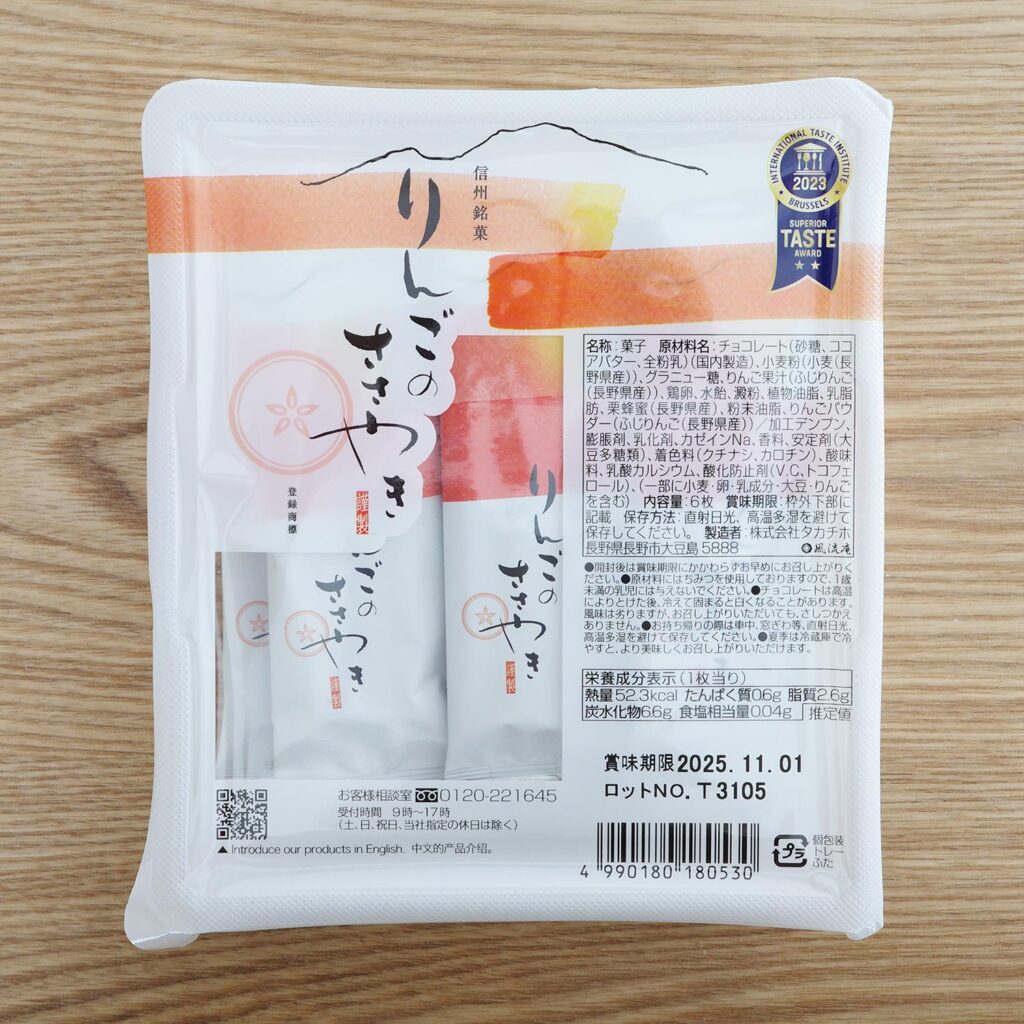 信州銘菓
りんごの
ささやき
謹製
登録商標
INTERNATIONAL TASTE INSTITUTE
2023
BRUSSELS
SUPERIOR
TASTE
AWARD
名称:菓子 原材料名:チョコレート(砂糖、ココ
アバター、全粉乳)(国内製造)、小麦粉(小麦(長
野県産))、グラニュー糖、りんご果汁(ふじりんご
(長野県産))、鶏卵、水飴、澱粉、植物油脂、乳脂
肪、栗蜂蜜(長野県産)、粉末油脂、りんごパウ
ダー(ふじりんご(長野県産))/加工デンプン、
膨脹剤、乳化剤、カゼインNa、香料、安定剤(大
豆多糖類)、着色料(クチナシ、カロチン)、酸味
料、乳酸カルシウム、酸化防止剤(V.C、トコフェ
ロール)、(一部に小麦・卵・乳成分・大豆・りんご
を含む) 内容量:6枚 賞味期限:枠外下部に
記載 保存方法:直射日光、高温多湿を避けて
保存してください。 製造者:株式会社タカチホ
長野県長野市大豆島5888 風流庵
●開封後は賞味期限にかかわらずお早めにお召し上がりく
ださい。●原材料にはちみつを使用しておりますので、1歳
未満の乳児には与えないでください。●チョコレートは高温
によりとけた後、冷えて固まると白くなることがあります。
風味は劣りますが、お召し上がりいただいても、さしつかえ
ありません。●お持ち帰りの際は車中、窓ぎわ等、直射日光、
高温多湿を避けて保存してください。●夏季は冷蔵庫で冷
やすと、より美味しくお召し上がりいただけます。
栄養成分表示(1枚当り)
熱量52.3kcal たんぱく質0.6g 脂質2.6g
炭水化物6.6g 食塩相当量0.04g 推定値
賞味期限2025.11.01
ロットNO. T3105
4 990180 180530
プラ
個包装
トレー
ふた
んごの
ささやき
謹製
りんごの
ささやき
謹製
お客様相談室 0120-221645
受付時間 9時〜17時
(土、日、祝日、当社指定の休日は除く)
▲Introduce our products in English. 中文的产品介绍。